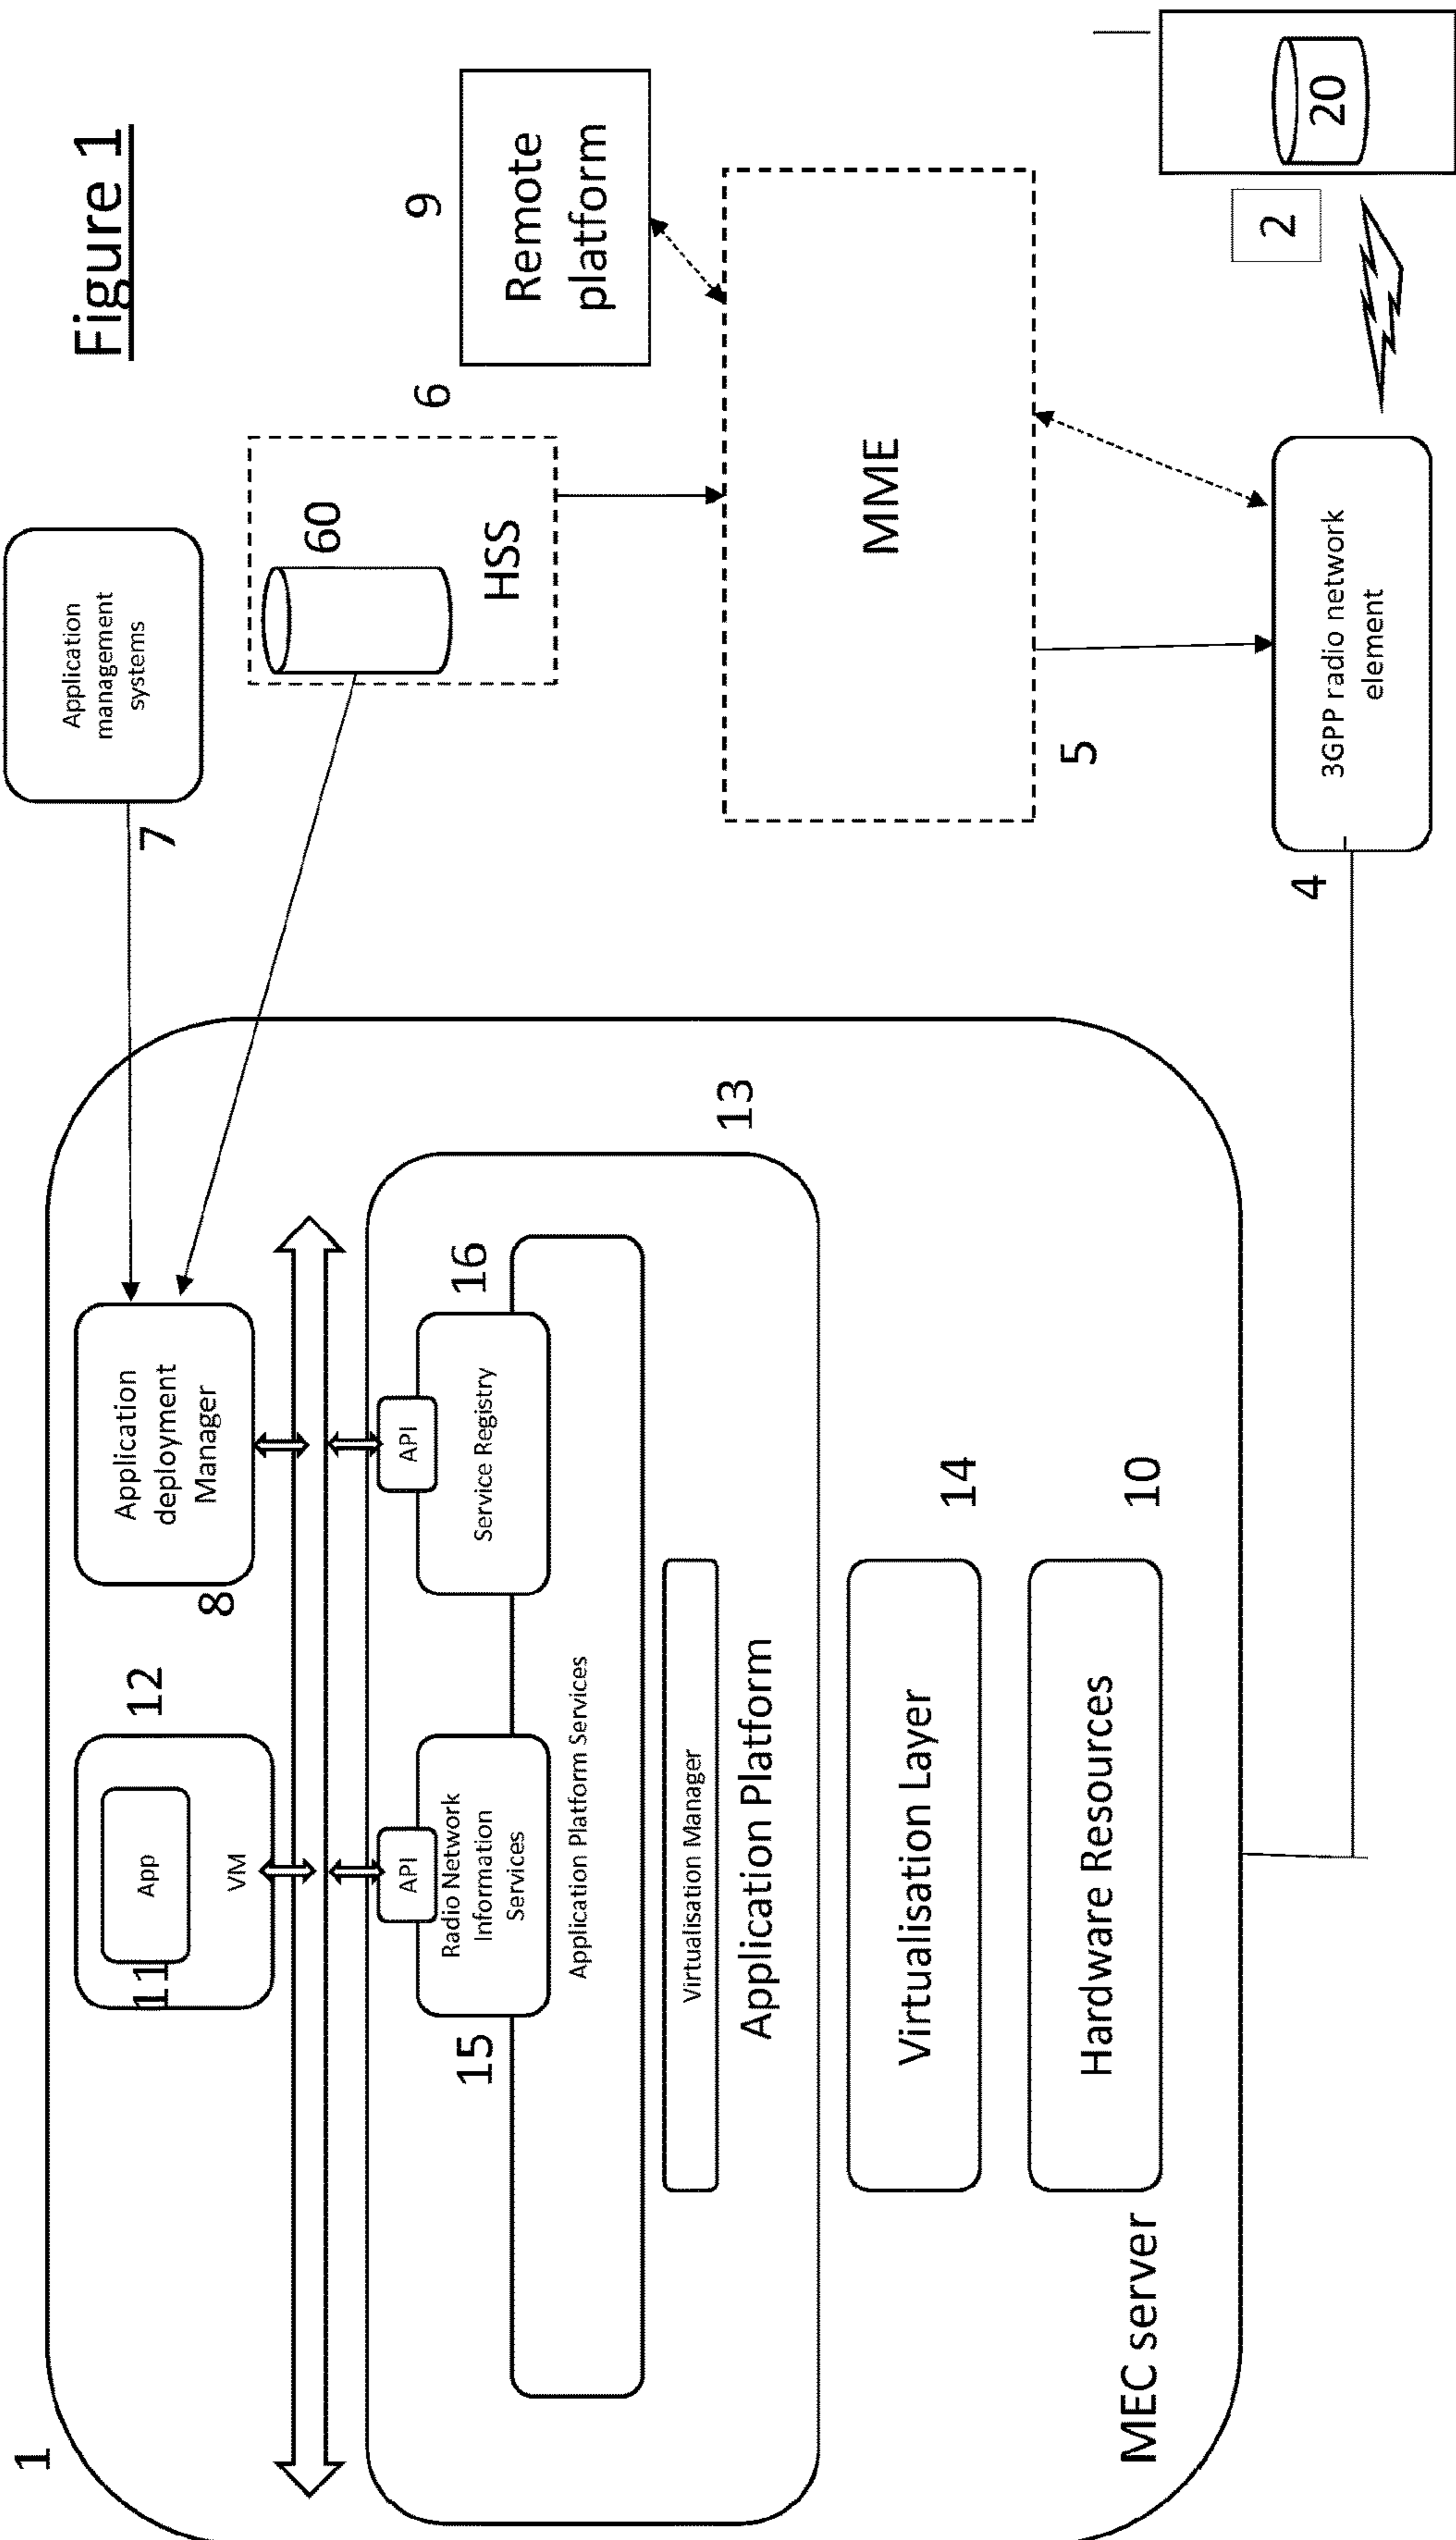 Figure 1
1
App
11
VM
12
Application
deployment
Manager
8
Application
management
systems
7
60
HSS
6
9
Remote
platform
API
Radio Network
Information
Services
15
API
Service Registry
16
Application Platform Services
Virtualisation Manager
Application Platform
13
Virtualisation Layer
14
Hardware Resources
10
MEC server
MME
5
3GPP radio network
element
4
2
20